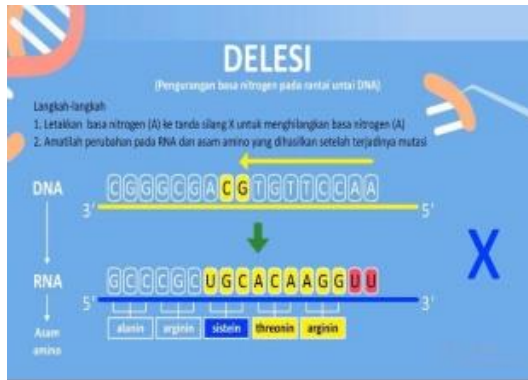 DELESI
(Pengurangan basa nitrogen pada rantai untai DNA)
Langkah-langkah
1. Letakkan basa nitrogen (A) ke tanda silang X untuk menghilangkan basa nitrogen (A)
2. Amatilah perubahan pada RNA dan asam amino yang dihasilkan setelah terjadinya mutasi
DNA C G G G C G A C G T G T T C C A A
3' 5'
X
RNA G C C C G C U G C A C A A G G U U
5' 3'
Asam amino alanin arginin sistein threonin arginin